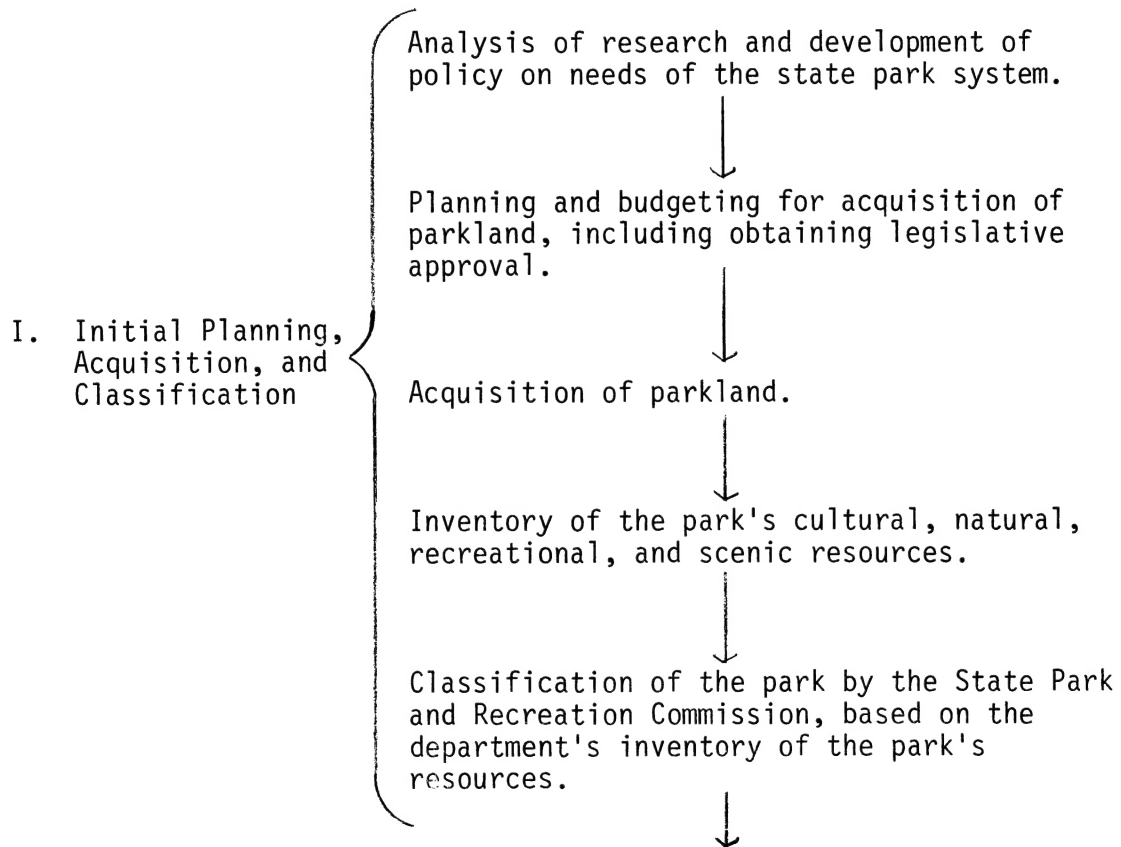 Analysis of research and development of
policy on needs of the state park system.
Planning and budgeting for acquisition of
parkland, including obtaining legislative
approval.
I. Initial Planning,
Acquisition, and
Classification
Acquisition of parkland.
Inventory of the park's cultural, natural,
recreational, and scenic resources.
Classification of the park by the State Park
and Recreation Commission, based on the
department's inventory of the park's
resources.